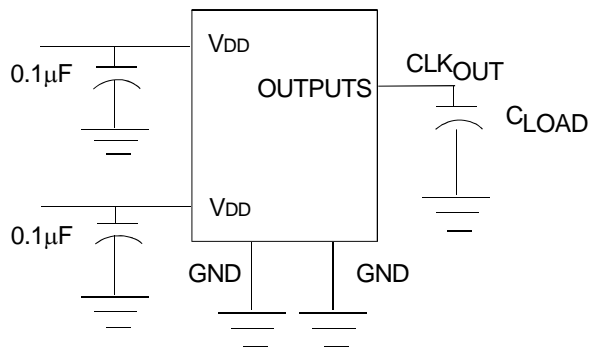 VDD
0.1μF
OUTPUTS
CLKOUT
CLOAD
VDD
0.1μF
GND
GND